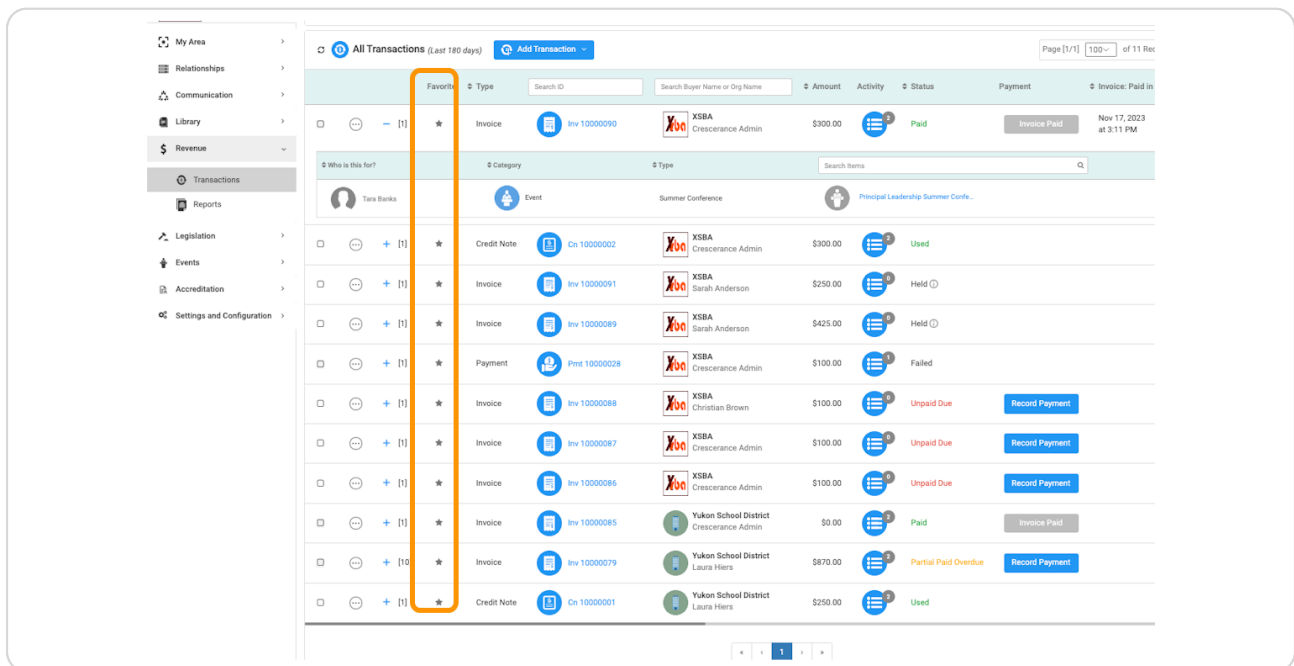 My Area
Relationships
Communication
Library
Revenue
Transactions
Reports
Legislation
Events
Accreditation
Settings and Configuration
All Transactions (Last 180 days) Add Transaction Page [1/1] 100 of 11 Rec
Favorite Type Search ID Search Buyer Name or Org Name Amount Activity Status Payment Invoice: Paid in
[1] Invoice Inv 10000090 Xsba XSBA Crescerance Admin $300.00 2 Paid Invoice Paid Nov 17, 2023 at 3:11 PM
Who is this for? Category Type Search Items
Tara Banks Event Summer Conference Principal Leadership Summer Confe...
[1] Credit Note Cn 10000002 Xsba XSBA Crescerance Admin $300.00 2 Used
[1] Invoice Inv 10000091 Xsba XSBA Sarah Anderson $250.00 0 Held
[1] Invoice Inv 10000089 Xsba XSBA Sarah Anderson $425.00 0 Held
[1] Payment Pmt 10000028 Xsba XSBA Crescerance Admin $100.00 1 Failed
[1] Invoice Inv 10000088 Xsba XSBA Christian Brown $100.00 0 Unpaid Due Record Payment
[1] Invoice Inv 10000087 Xsba XSBA Crescerance Admin $100.00 0 Unpaid Due Record Payment
[1] Invoice Inv 10000086 Xsba XSBA Crescerance Admin $100.00 0 Unpaid Due Record Payment
[1] Invoice Inv 10000085 Yukon School District Crescerance Admin $0.00 2 Paid Invoice Paid
[10 Invoice Inv 10000079 Yukon School District Laura Hiers $870.00 2 Partial Paid Overdue Record Payment
[1] Credit Note Cn 10000001 Yukon School District Laura Hiers $250.00 2 Used
« ‹ 1 › »